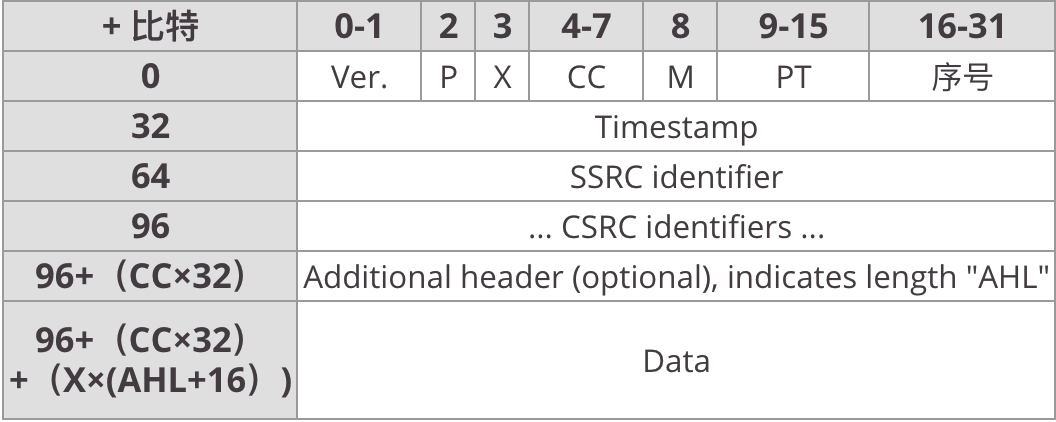 + 比特 0-1 2 3 4-7 8 9-15 16-31
0 Ver. P X CC M PT 序号
32 Timestamp
64 SSRC identifier
96 ... CSRC identifiers ...
96+（CC×32） Additional header (optional), indicates length "AHL"
96+（CC×32）
+（X×(AHL+16）) Data